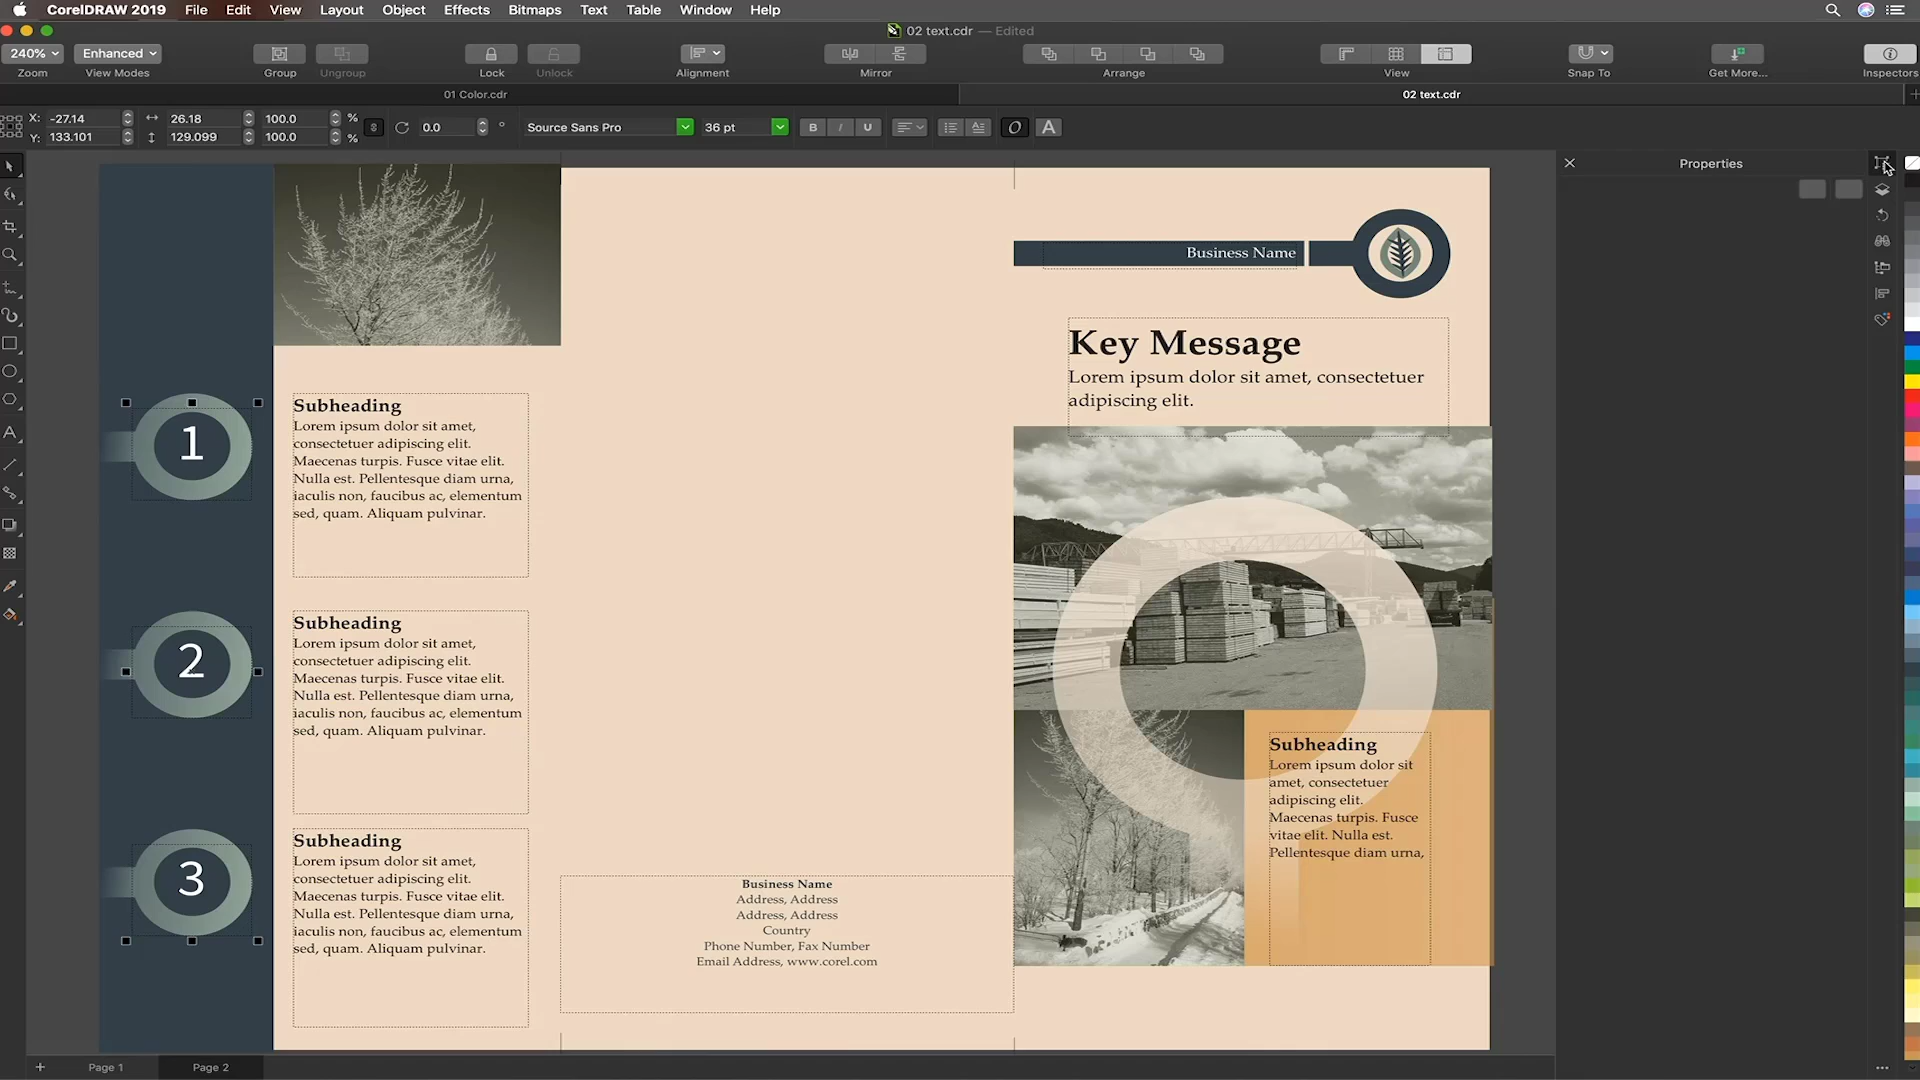 CorelDRAW 2019 File Edit View Layout Object Effects Bitmaps Text Table Window Help
02 text.cdr — Edited
240% Enhanced
Zoom View Modes Group Ungroup Lock Unlock Alignment Mirror Arrange View Snap To Get More... Inspectors
01 Color.cdr 02 text.cdr
X: -27.14 26.18 100.0 %
Y: 133.101 129.099 100.0 %
0.0 °
Source Sans Pro 36 pt B I U O A
Properties
Business Name
Key Message
Lorem ipsum dolor sit amet, consectetuer
adipiscing elit.
1
Subheading
Lorem ipsum dolor sit amet,
consectetuer adipiscing elit.
Maecenas turpis. Fusce vitae elit.
Nulla est. Pellentesque diam urna,
iaculis non, faucibus ac, elementum
sed, quam. Aliquam pulvinar.
2
Subheading
Lorem ipsum dolor sit amet,
consectetuer adipiscing elit.
Maecenas turpis. Fusce vitae elit.
Nulla est. Pellentesque diam urna,
iaculis non, faucibus ac, elementum
sed, quam. Aliquam pulvinar.
3
Subheading
Lorem ipsum dolor sit amet,
consectetuer adipiscing elit.
Maecenas turpis. Fusce vitae elit.
Nulla est. Pellentesque diam urna,
iaculis non, faucibus ac, elementum
sed, quam. Aliquam pulvinar.
Business Name
Address, Address
Address, Address
Country
Phone Number, Fax Number
Email Address, www.corel.com
Subheading
Lorem ipsum dolor sit
amet, consectetuer
adipiscing elit.
Maecenas turpis. Fusce
vitae elit. Nulla est.
Pellentesque diam urna,
Page 1 Page 2